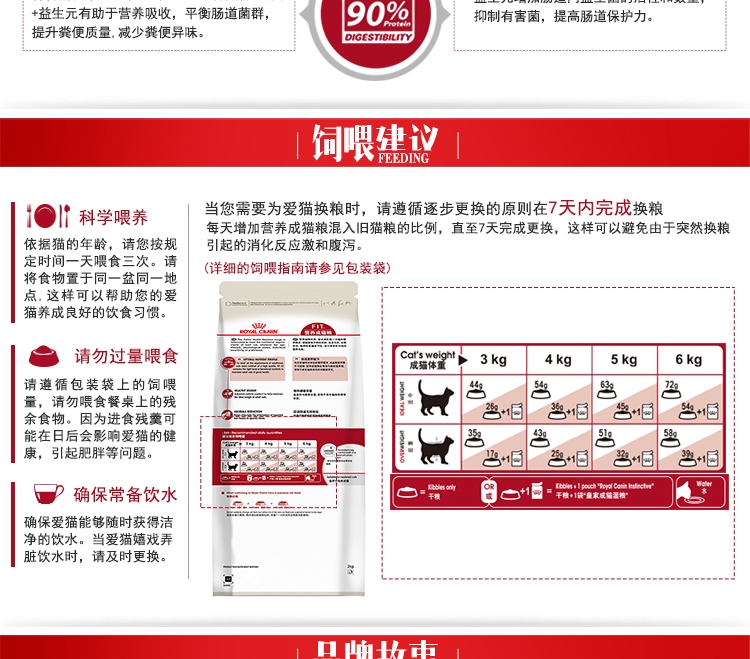 +益生元有助于营养吸收，平衡肠道菌群，
提升粪便质量,减少粪便异味。
90%
Protein
DIGESTIBILITY
抑制有害菌，提高肠道保护力。
饲喂建议
FEEDING
科学喂养
依据猫的年龄，请您按规
定时间一天喂食三次。请
将食物置于同一盆同一地
点,这样可以帮助您的爱
猫养成良好的饮食习惯。
请勿过量喂食
请遵循包装袋上的饲喂
量，请勿喂食餐桌上的残
余食物。因为进食残羹可
能在日后会影响爱猫的健
康，引起肥胖等问题。
确保常备饮水
确保爱猫能够随时获得洁
净的饮水。当爱猫嬉戏弄
脏饮水时，请及时更换。
当您需要为爱猫换粮时，请遵循逐步更换的原则在7天内完成换粮
每天增加营养成猫粮混入旧猫粮的比例，直至7天完成更换，这样可以避免由于突然换粮
引起的消化反应激和腹泻。
(详细的饲喂指南请参见包装袋)
ROYAL CANIN
FIT
营养成猫粮
2kg
Cat's weight
成猫体重
3 kg
4 kg
5 kg
6 kg
IDEAL WEIGHT
适中
44g
26g+1
54g
36g+1
63g
45g+1
72g
54g+1
OVERWEIGHT
超重
35g
17g+1
43g
25g+1
51g
32g+1
58g
39g+1
= Kibbles only
干粮
OR
或
+1
= Kibbles + 1 pouch "Royal Canin Instinctive"
干粮+1袋"皇家成猫湿粮"
Water
水
品牌故事